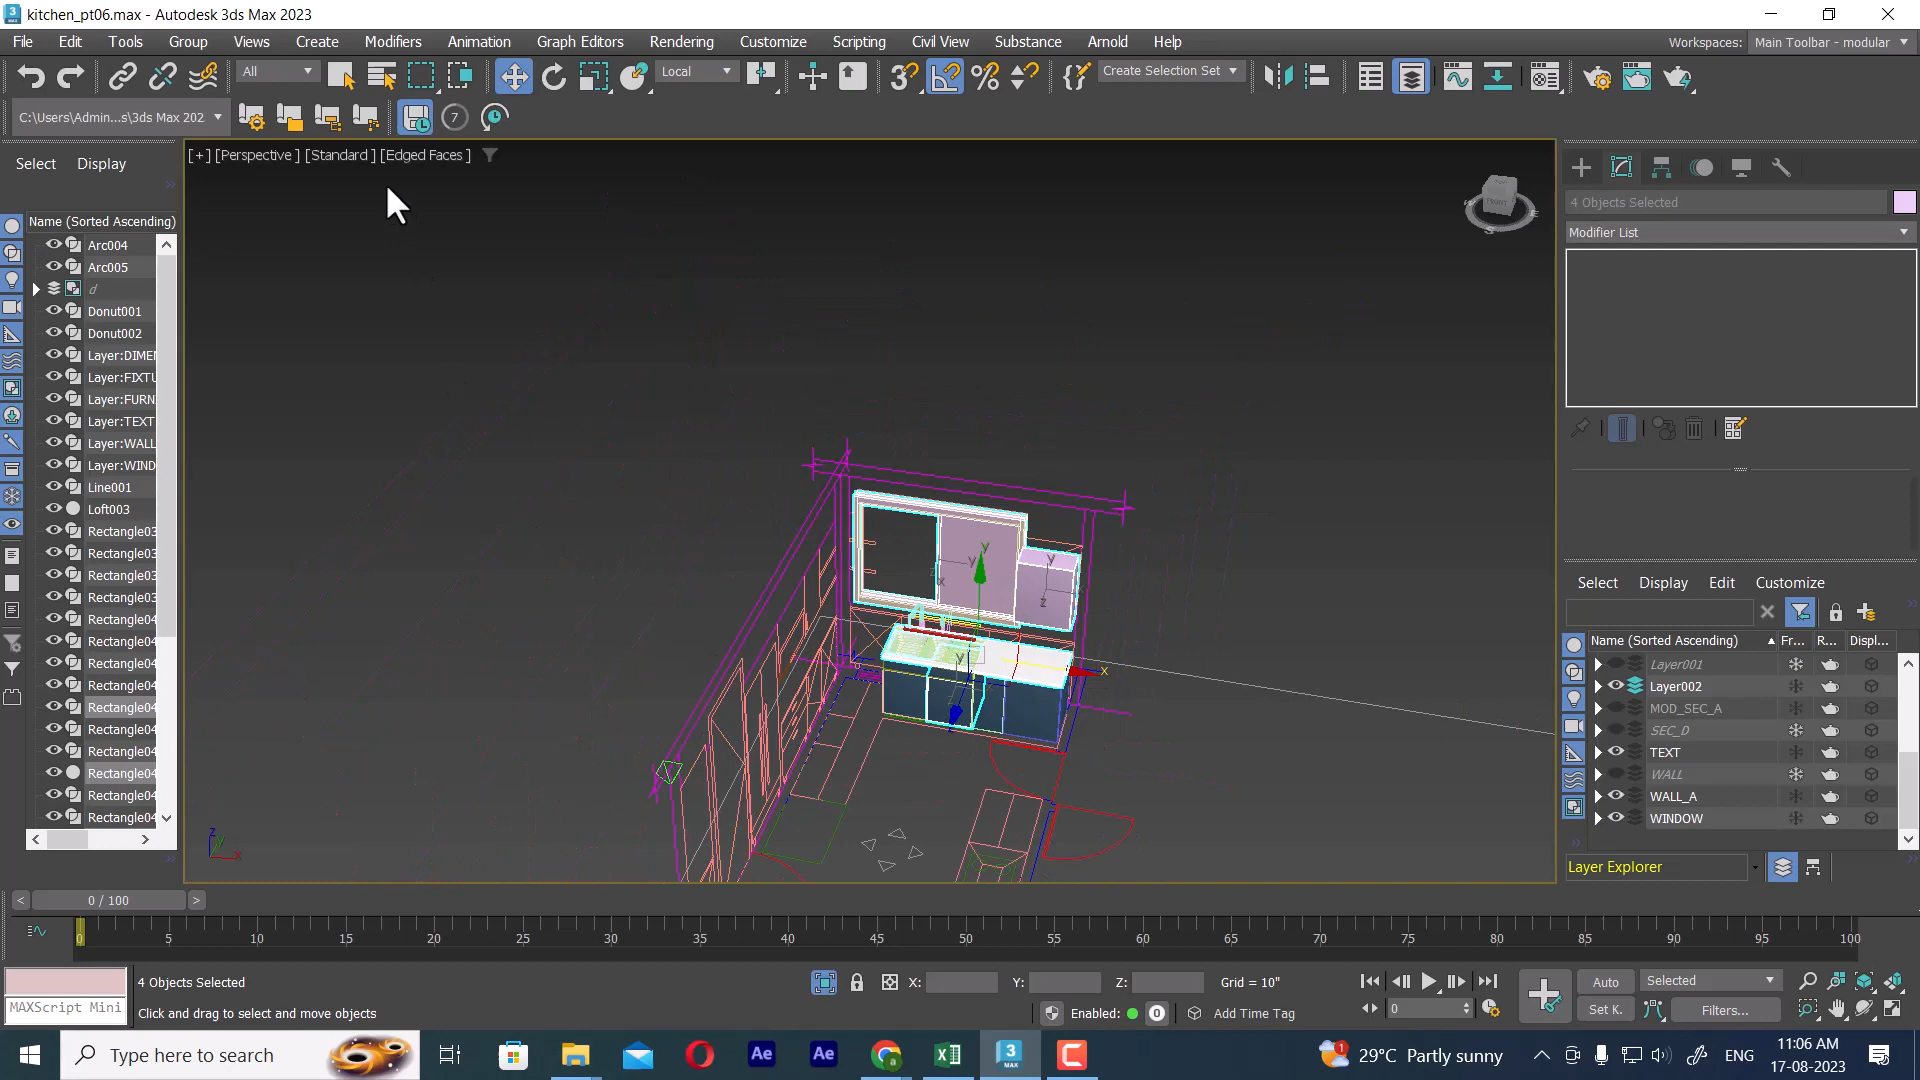 kitchen_pt06.max - Autodesk 3ds Max 2023
File Edit Tools Group Views Create Modifiers Animation Graph Editors Rendering Customize Scripting Civil View Substance Arnold Help
Workspaces: Main Toolbar - modular
All Local Create Selection Set
C:\Users\Admin...s\3ds Max 202 7
Select Display
[+] [Perspective ] [Standard ] [Edged Faces ]
Name (Sorted Ascending)
Arc004
Arc005
d
Donut001
Donut002
Layer:DIMEN
Layer:FIXTU
Layer:FURN
Layer:TEXT
Layer:WALL
Layer:WIND
Line001
Loft003
Rectangle03
Rectangle03
Rectangle03
Rectangle03
Rectangle04
Rectangle04
Rectangle04
Rectangle04
Rectangle04
Rectangle04
Rectangle04
Rectangle04
Rectangle04
Rectangle04
4 Objects Selected
Modifier List
Select Display Edit Customize
Name (Sorted Ascending) Fr... R... Displ...
Layer001
Layer002
MOD_SEC_A
SEC_D
TEXT
WALL
WALL_A
WINDOW
Layer Explorer
0 / 100
0 5 10 15 20 25 30 35 40 45 50 55 60 65 70 75 80 85 90 95 100
MAXScript Mini
4 Objects Selected
Click and drag to select and move objects
X: Y: Z: Grid = 10"
Enabled: 0 Add Time Tag
0
Auto Selected
Set K. Filters...
Type here to search
29°C Partly sunny
ENG
11:06 AM
17-08-2023